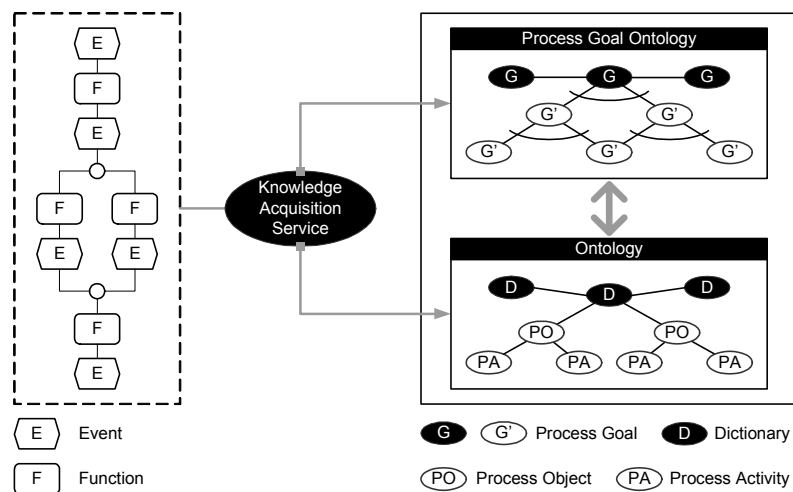 E
F
E
F F
E E
F
E
Knowledge
Acquisition
Service
Process Goal Ontology
G G G
G' G'
G' G' G'
Ontology
D D D
PO PO
PA PA PA PA
E Event
F Function
G G' Process Goal D Dictionary
PO Process Object PA Process Activity